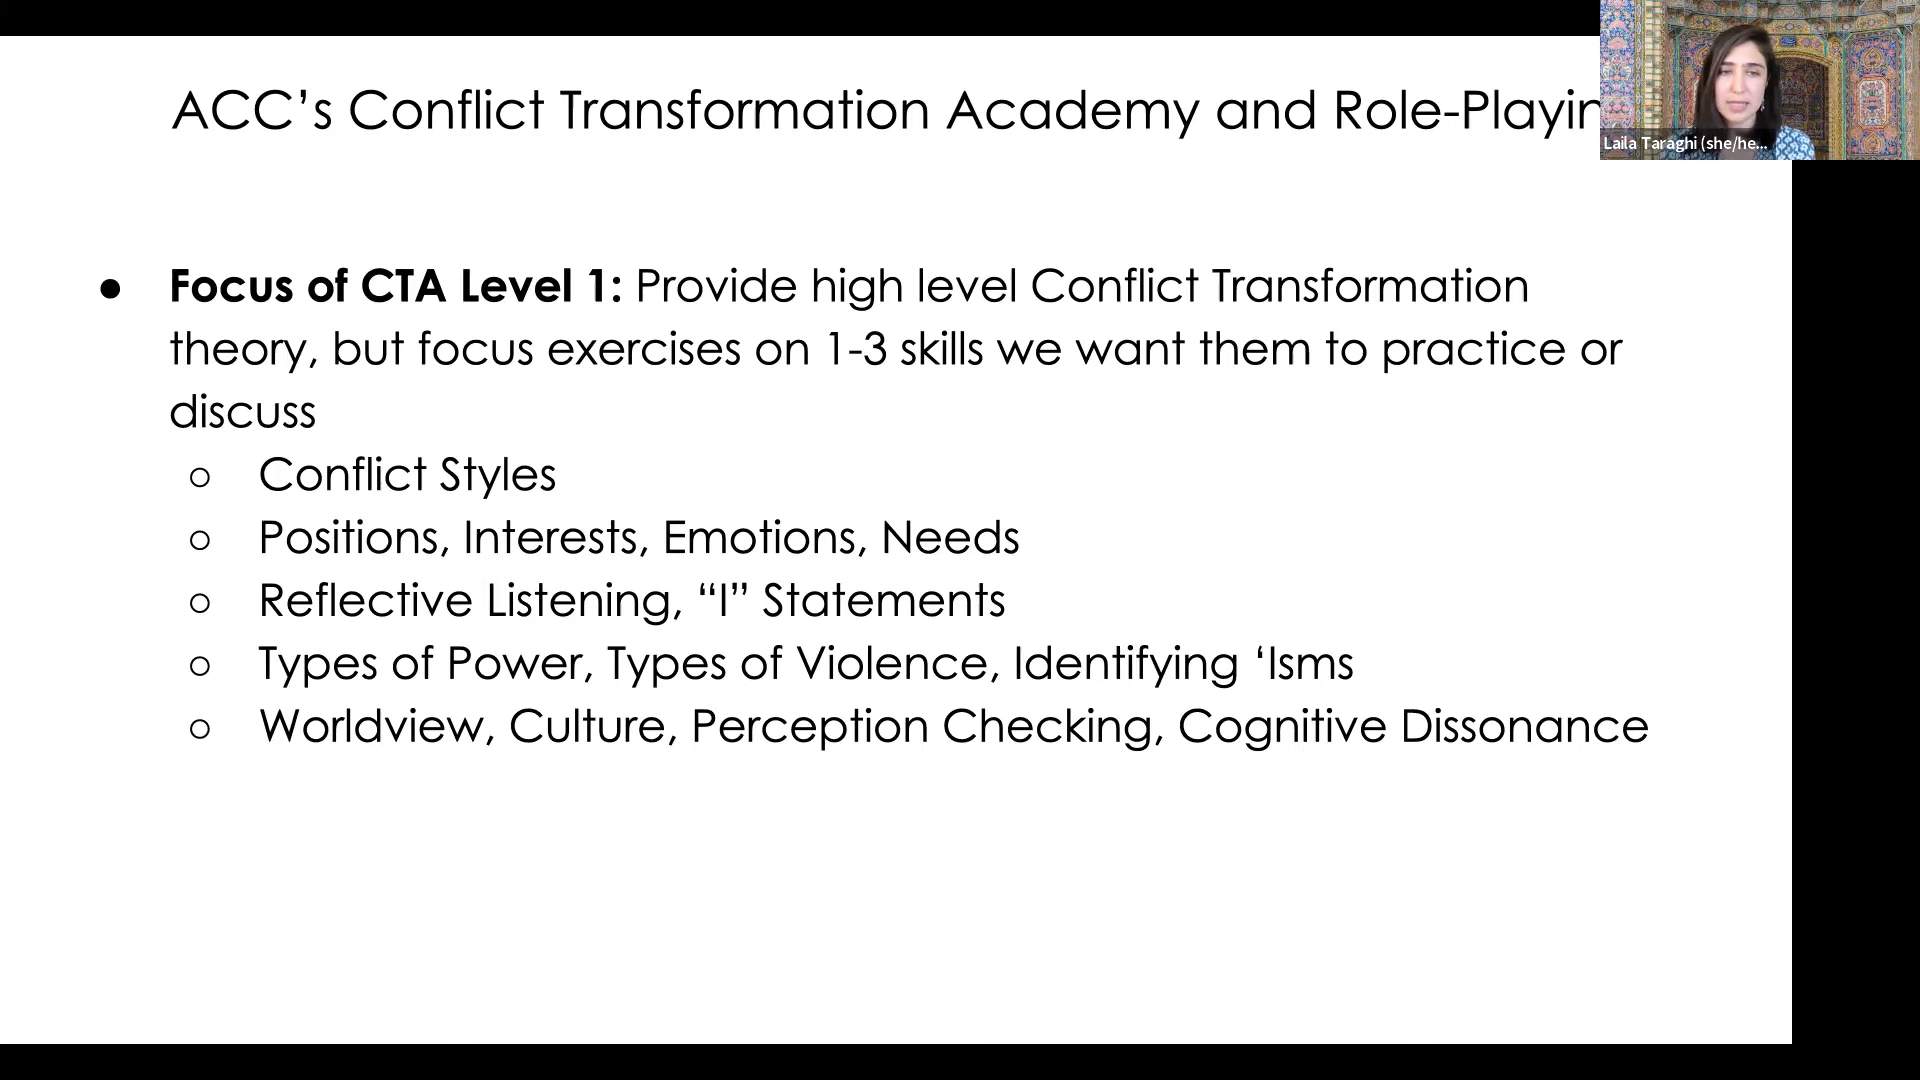 ACC’s Conflict Transformation Academy and Role-Playin
Laila Taraghi (she/he...
● Focus of CTA Level 1: Provide high level Conflict Transformation
theory, but focus exercises on 1-3 skills we want them to practice or
discuss
○ Conflict Styles
○ Positions, Interests, Emotions, Needs
○ Reflective Listening, “I” Statements
○ Types of Power, Types of Violence, Identifying ‘Isms
○ Worldview, Culture, Perception Checking, Cognitive Dissonance